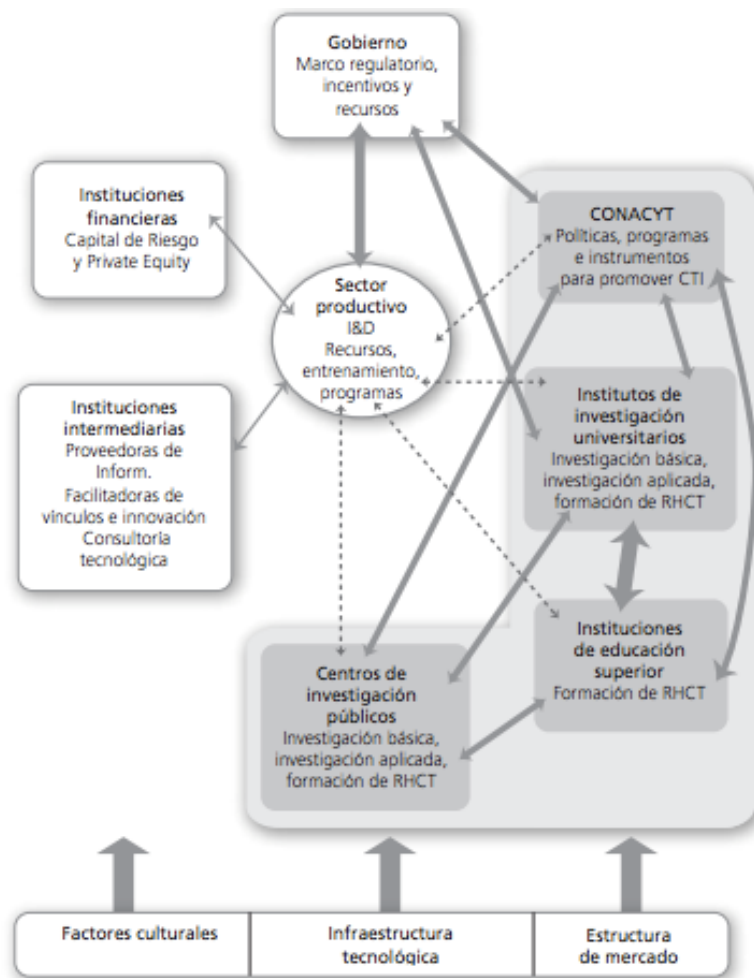 Gobierno
Marco regulatorio,
incentivos y
recursos
Instituciones
financieras
Capital de Riesgo
y Private Equity
CONACYT
Políticas, programas
e instrumentos
para promover CTI
Sector
productivo
I&D
Recursos,
entrenamiento,
programas
Instituciones
intermediarias
Proveedoras de
Inform.
Facilitadoras de
vínculos e innovación
Consultoría
tecnológica
Institutos de
investigación
universitarios
Investigación básica,
investigación aplicada,
formación de RHCT
Instituciones
de educación
superior
Formación de RHCT
Centros de
investigación
públicos
Investigación básica,
investigación aplicada,
formación de RHCT
Factores culturales
Infraestructura
tecnológica
Estructura
de mercado